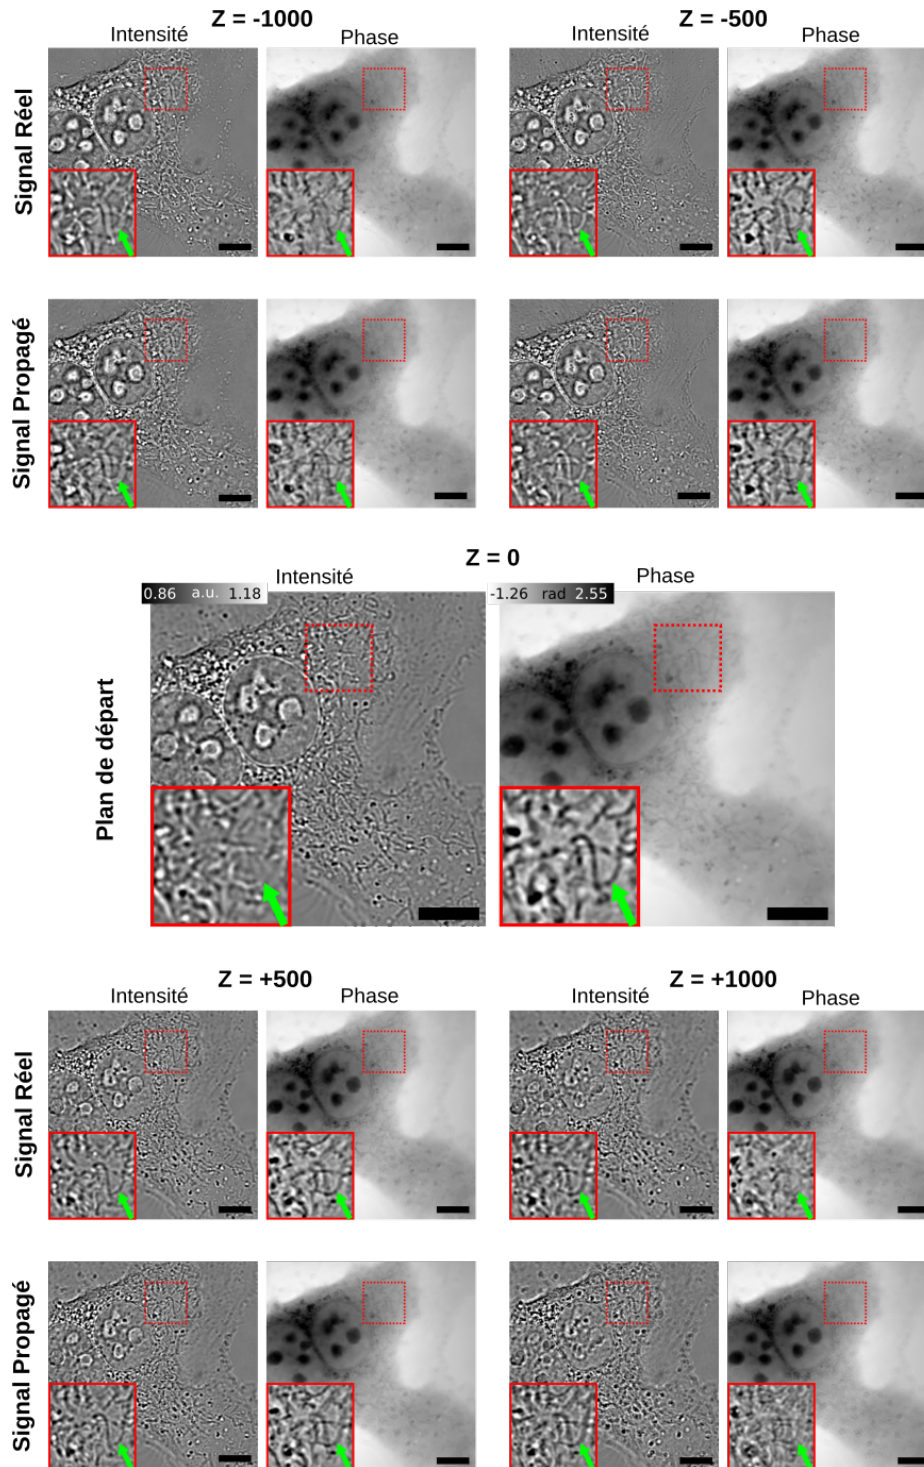 Z = -1000
Z = -500
Intensité
Phase
Intensité
Phase
Signal Réel
Signal Propagé
Z = 0
Intensité
Phase
0.86 a.u. 1.18
-1.26 rad 2.55
Plan de départ
Z = +500
Z = +1000
Intensité
Phase
Intensité
Phase
Signal Réel
Signal Propagé